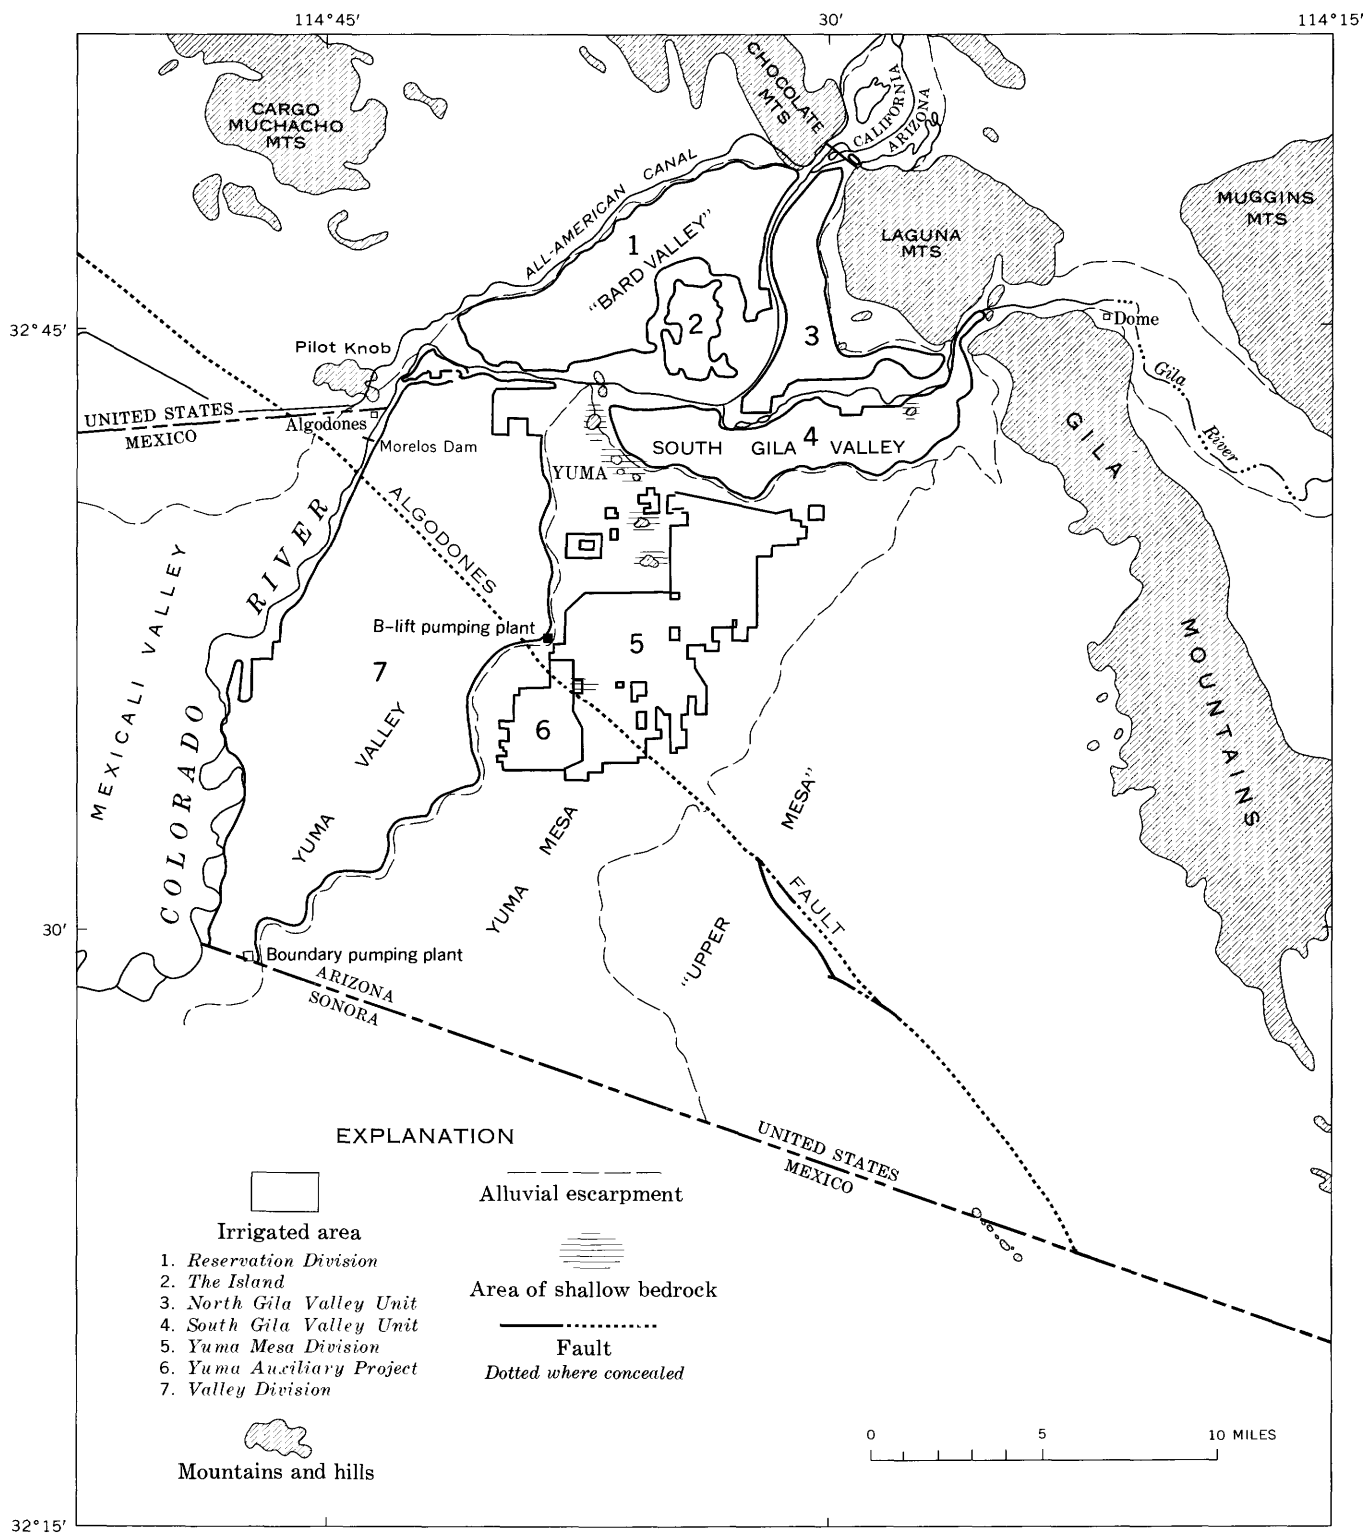 114°45'
30'
114°15'
CHOCOLATE
MTS
CALIFORNIA
ARIZONA
CARGO
MUCHACHO
MTS
ALL-AMERICAN CANAL
MUGGINS
MTS
LAGUNA
MTS
1
"BARD VALLEY"
2
3
32°45'
Dome
Pilot Knob
Gila
River
UNITED STATES
MEXICO
Algodones
Morelos Dam
4
SOUTH GILA VALLEY
YUMA
GILA
MOUNTAINS
ALGODONES
FAULT
MEXICALI VALLEY
COLORADO
RIVER
B-lift pumping plant
5
7
6
YUMA
VALLEY
YUMA
MESA
"UPPER
MESA"
30'
Boundary pumping plant
ARIZONA
SONORA
UNITED STATES
MEXICO
EXPLANATION
Irrigated area
1. Reservation Division
2. The Island
3. North Gila Valley Unit
4. South Gila Valley Unit
5. Yuma Mesa Division
6. Yuma Auxiliary Project
7. Valley Division
Mountains and hills
Alluvial escarpment
Area of shallow bedrock
Fault
Dotted where concealed
0 5 10 MILES
32°15'